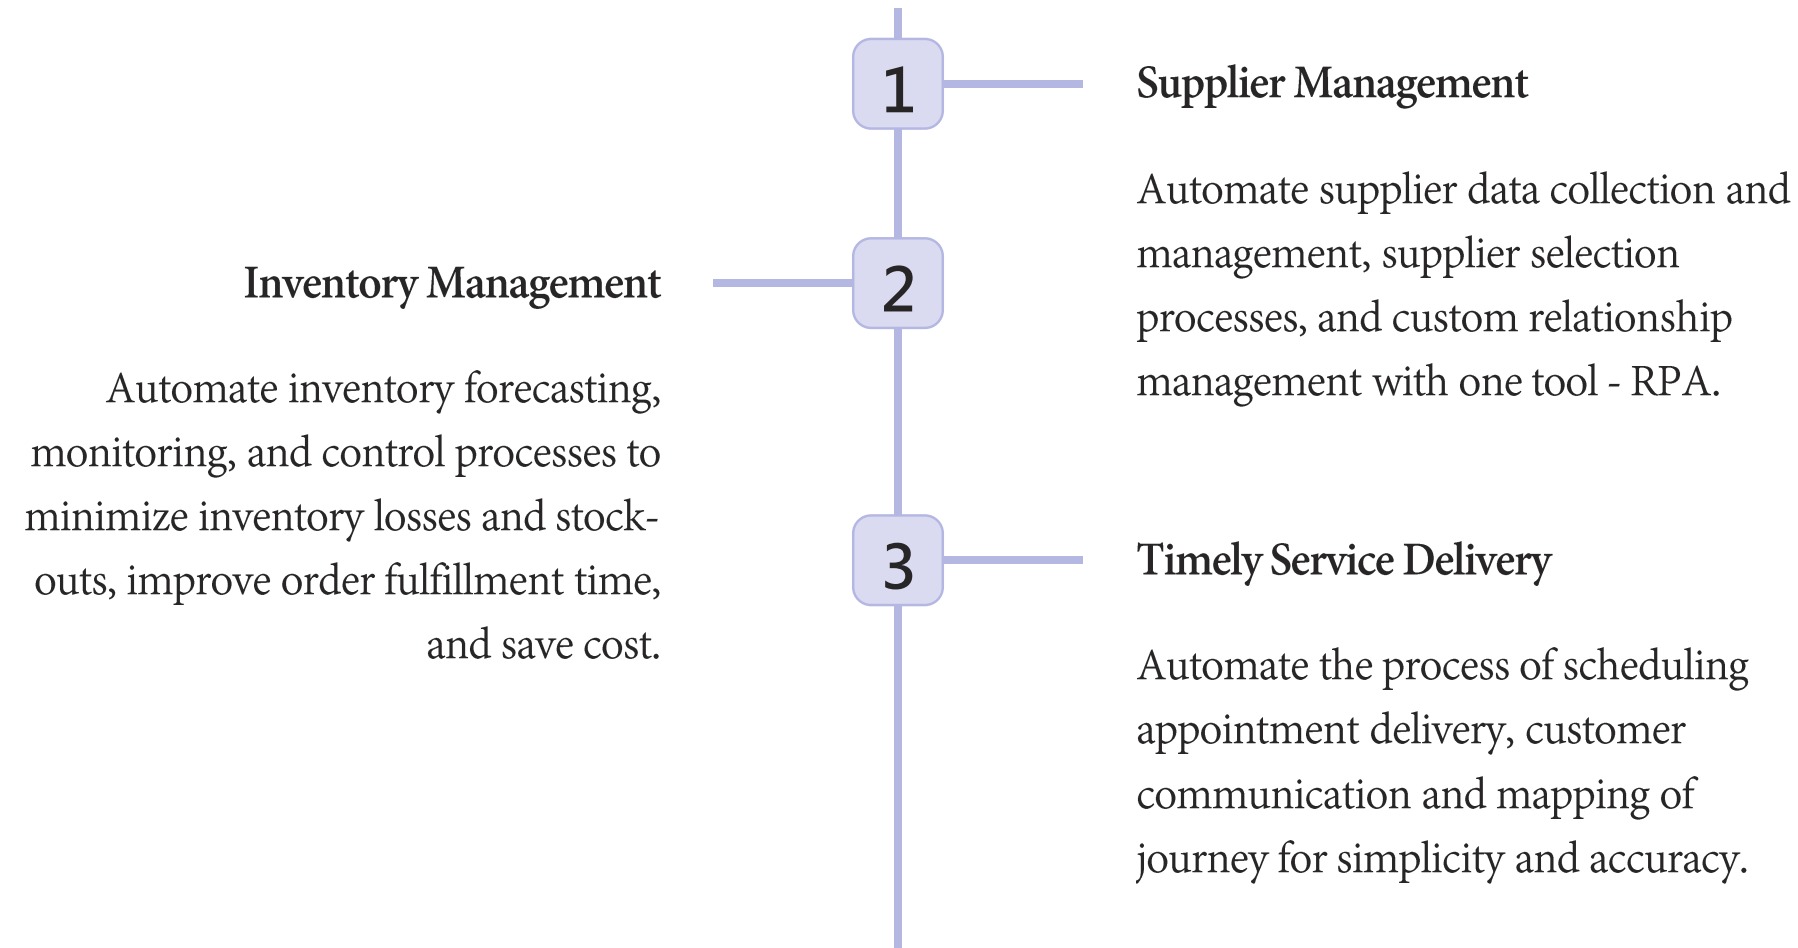 1
Supplier Management
Automate supplier data collection and
management, supplier selection
processes, and custom relationship
management with one tool - RPA.
2
Inventory Management
Automate inventory forecasting,
monitoring, and control processes to
minimize inventory losses and stock-
outs, improve order fulfillment time,
and save cost.
3
Timely Service Delivery
Automate the process of scheduling
appointment delivery, customer
communication and mapping of
journey for simplicity and accuracy.